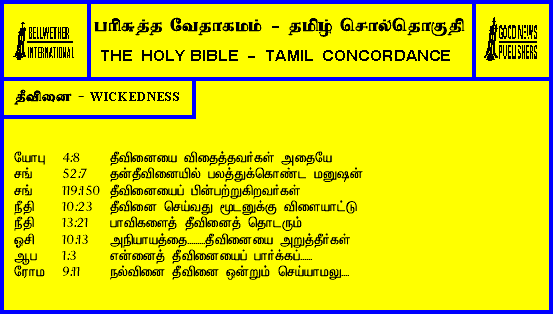 BELLWETHER
INTERNATIONAL
பரிசுத்த வேதாகமம் - தமிழ் சொல்தொகுதி
THE HOLY BIBLE - TAMIL CONCORDANCE
GOOD NEWS
PUBLISHERS
தீவினை - WICKEDNESS
யோபு 4:8 தீவினையை விதைத்தவர்கள் அதையே
சங் 52:7 தன்தீவினையில் பலத்துக்கொண்ட மனுஷன்
சங் 119:150 தீவினையைப் பின்பற்றுகிறவர்கள்
நீதி 10:23 தீவினை செய்வது மூடனுக்கு விளையாட்டு
நீதி 13:21 பாவிகளைத் தீவினைத் தொடரும்
ஓசி 10:13 அநியாயத்தை.........தீவினையை அறுத்தீர்கள்
ஆப 1:3 என்னைத் தீவினையைப் பார்க்கப்......
ரோம 9:11 நல்வினை தீவினை ஒன்றும் செய்யாமலு....